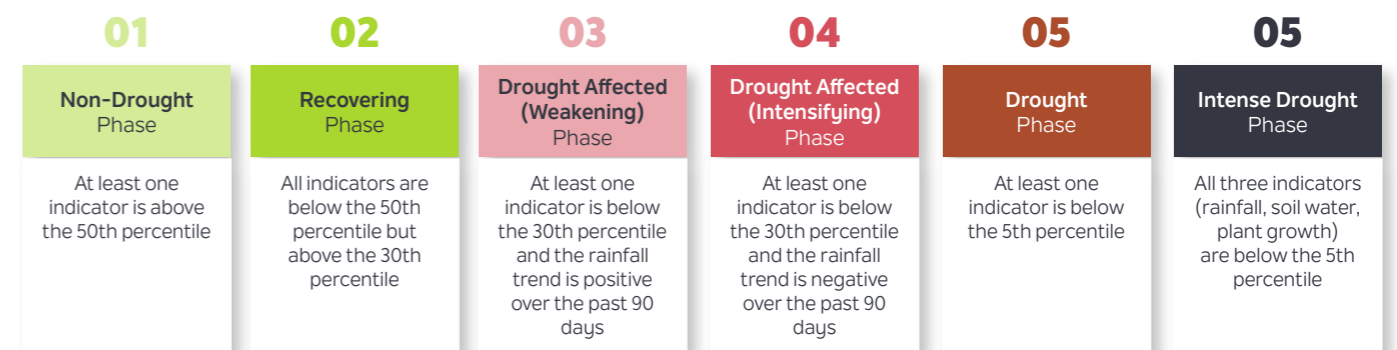 01
Non-Drought
Phase
At least one
indicator is above
the 50th percentile
02
Recovering
Phase
All indicators are
below the 50th
percentile but
above the 30th
percentile
03
Drought Affected
(Weakening)
Phase
At least one
indicator is below
the 30th percentile
and the rainfall
trend is positive
over the past 90
days
04
Drought Affected
(Intensifying)
Phase
At least one
indicator is below
the 30th percentile
and the rainfall
trend is negative
over the past 90
days
05
Drought
Phase
At least one
indicator is below
the 5th percentile
05
Intense Drought
Phase
All three indicators
(rainfall, soil water,
plant growth)
are below the 5th
percentile